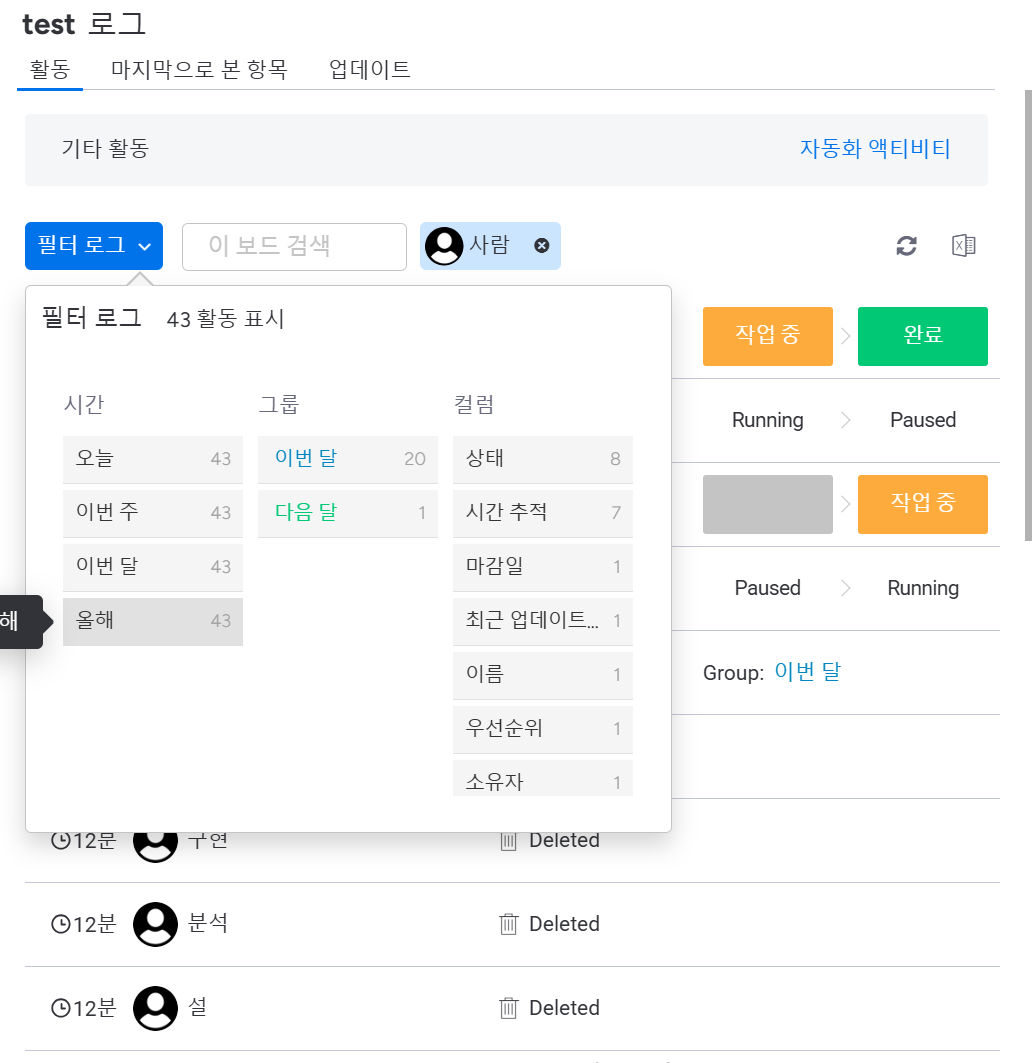 test 로그
활동 마지막으로 본 항목 업데이트
기타 활동 자동화 액티비티
필터 로그 이 보드 검색 사람
필터 로그 43 활동 표시
작업 중 완료
시간 그룹 컬럼
Running Paused
오늘 43 이번 달 20 상태 8
이번 주 43 다음 달 1 시간 추적 7
작업 중
이번 달 43 마감일 1
Paused Running
해 올해 43 최근 업데이트... 1
이름 1
Group: 이번 달
우선순위 1
소유자 1
12분 구현 Deleted
12분 분석 Deleted
12분 설 Deleted